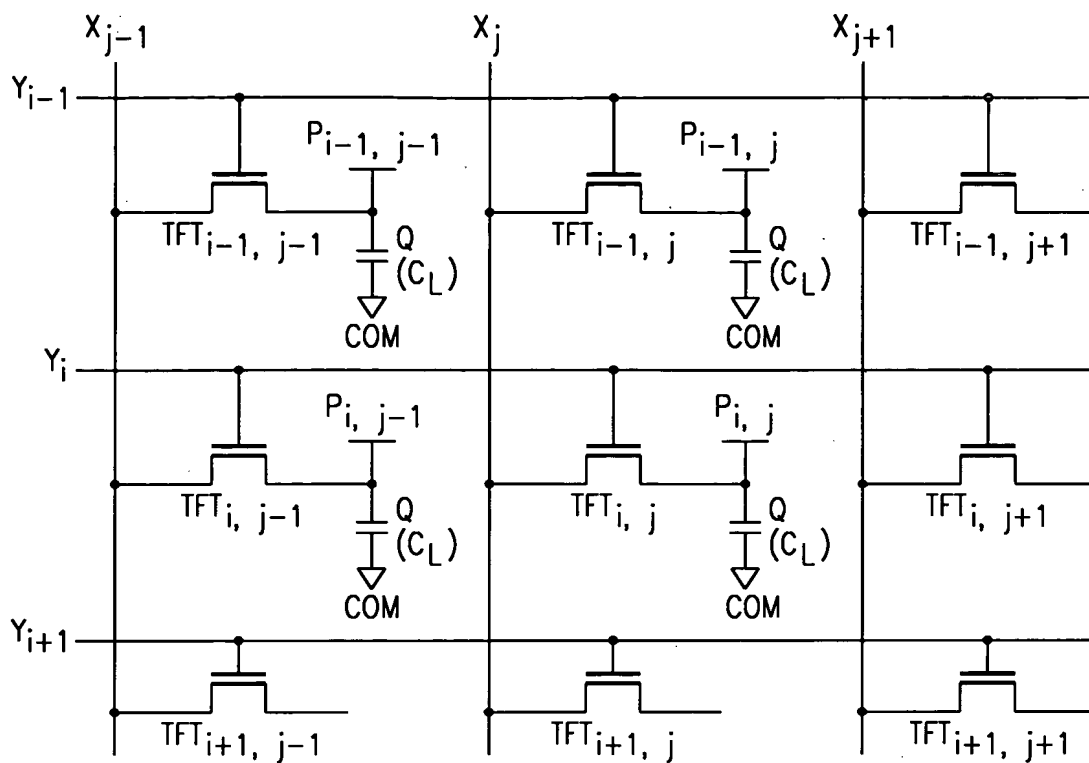 X_{j-1} X_j X_{j+1}
Y_{i-1}
P_{i-1, j-1} P_{i-1, j}
TFT_{i-1, j-1} Q TFT_{i-1, j} Q TFT_{i-1, j+1}
(C_L) (C_L)
COM COM
Y_i
P_{i, j-1} P_{i, j}
TFT_{i, j-1} Q TFT_{i, j} Q TFT_{i, j+1}
(C_L) (C_L)
COM COM
Y_{i+1}
TFT_{i+1, j-1} TFT_{i+1, j} TFT_{i+1, j+1}